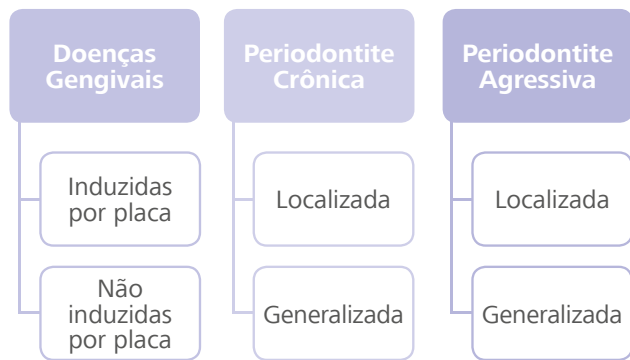 Doenças
Gengivais
Induzidas
por placa
Não
induzidas
por placa
Periodontite
Crônica
Localizada
Generalizada
Periodontite
Agressiva
Localizada
Generalizada